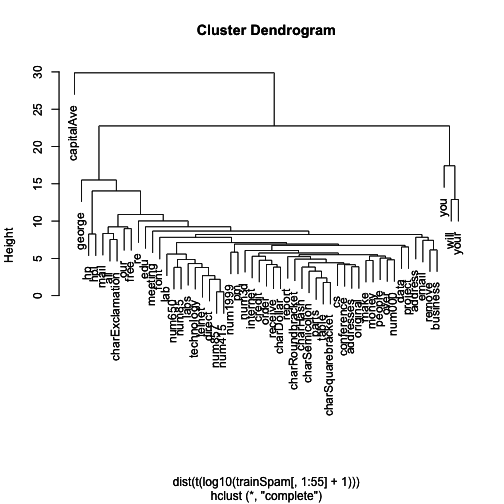 Cluster Dendrogram
Height
30
25
20
15
10
5
0
capitalAve
george
hp
hpl
mail
all
charExclamation
our
free
re
edu
meeting
font
lab
num650
num85
labs
technology
telnet
direct
num857
num415
num1999
pm
num3d
internet
credit
order
receive
charDollar
report
charRoundbracket
charHash
charSemicolon
parts
table
charSquarebracket
cs
conference
addresses
original
make
money
people
over
num000
data
project
address
email
remove
business
you
will
your
dist(t(log10(trainSpam[, 1:55] + 1)))
hclust (*, "complete")